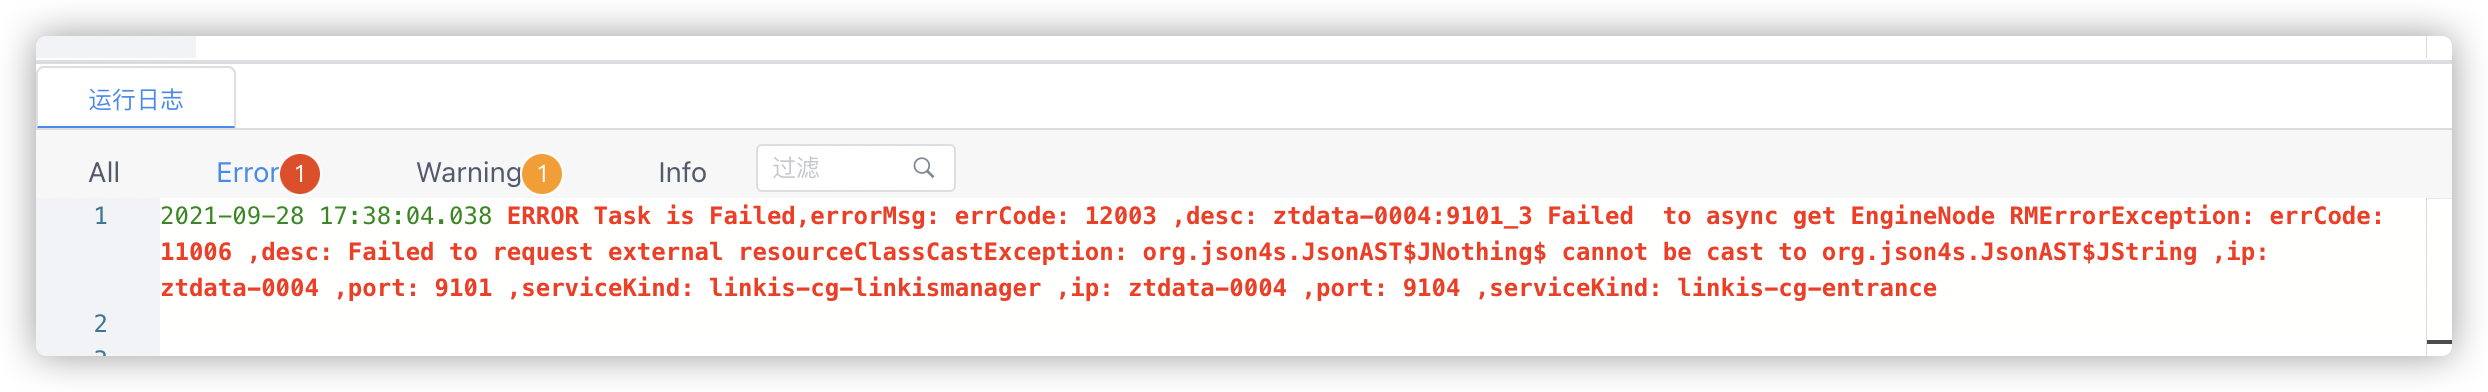 运行日志
All Error 1 Warning 1 Info 过滤
1 2021-09-28 17:38:04.038 ERROR Task is Failed,errorMsg: errCode: 12003 ,desc: ztdata-0004:9101_3 Failed  to async get EngineNode RMErrorException: errCode:
11006 ,desc: Failed to request external resourceClassCastException: org.json4s.JsonAST$JNothing$ cannot be cast to org.json4s.JsonAST$JString ,ip:
ztdata-0004 ,port: 9101 ,serviceKind: linkis-cg-linkismanager ,ip: ztdata-0004 ,port: 9104 ,serviceKind: linkis-cg-entrance
2